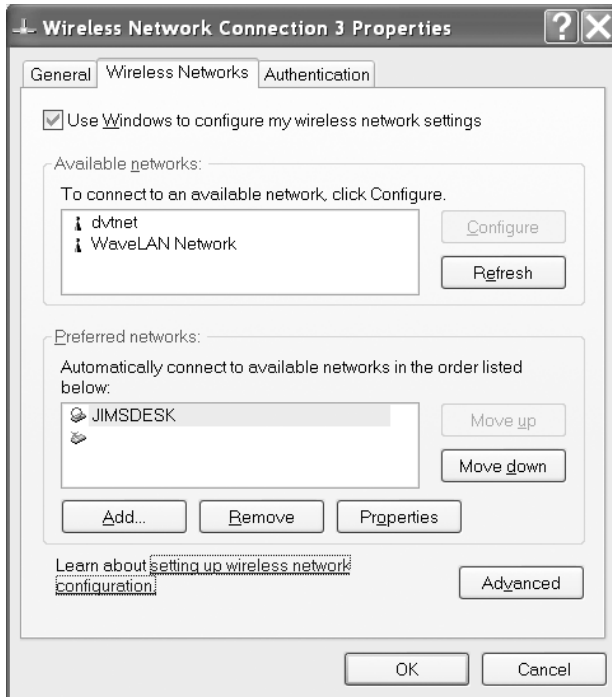 Wireless Network Connection 3 Properties
General Wireless Networks Authentication
Use Windows to configure my wireless network settings
Available networks:
To connect to an available network, click Configure.
dvtnet
WaveLAN Network
Configure
Refresh
Preferred networks:
Automatically connect to available networks in the order listed
below:
JIMSDESK
Move up
Move down
Add... Remove Properties
Learn about setting up wireless network
configuration.
Advanced
OK Cancel